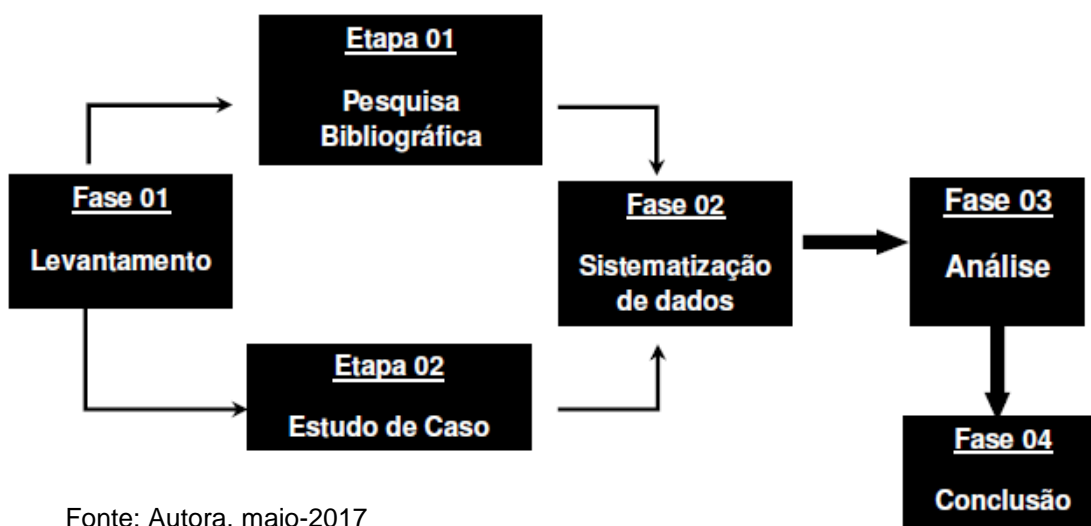 Etapa 01
Pesquisa
Bibliográfica
Fase 01
Levantamento
Etapa 02
Estudo de Caso
Fase 02
Sistematização
de dados
Fase 03
Análise
Fase 04
Conclusão
Fonte: Autora, maio-2017